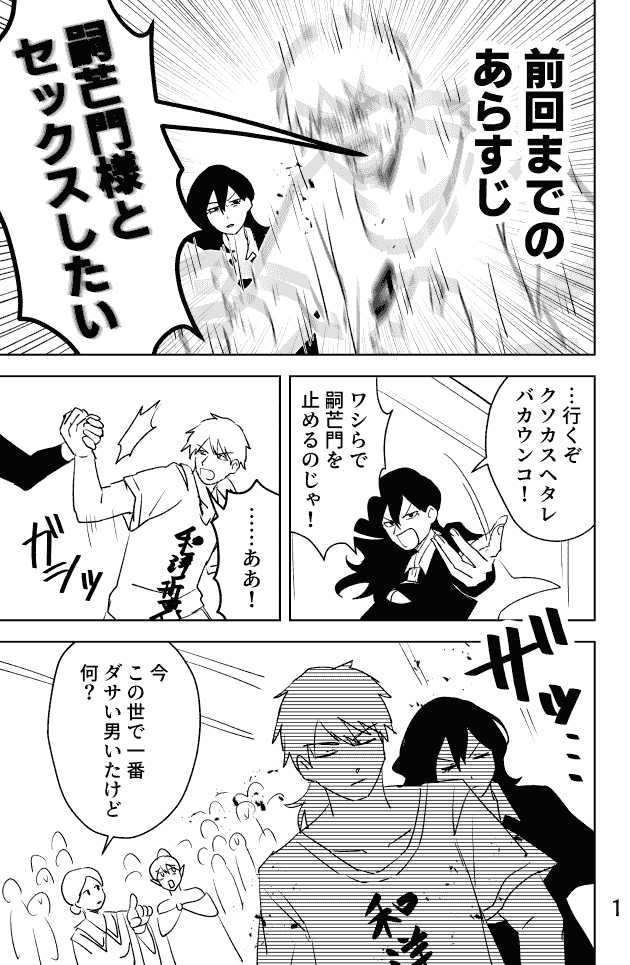 前回までの
あらすじ
嗣芒門様と
セックスしたい
…行くぞ
クソカスヘタレ
バカウンコ！
ワシらで
嗣芒門を
止めるのじゃ！
……ああ！
ガシッ
ザッ
今
この世で一番
ダサい男いたけど
何？
和洋
1